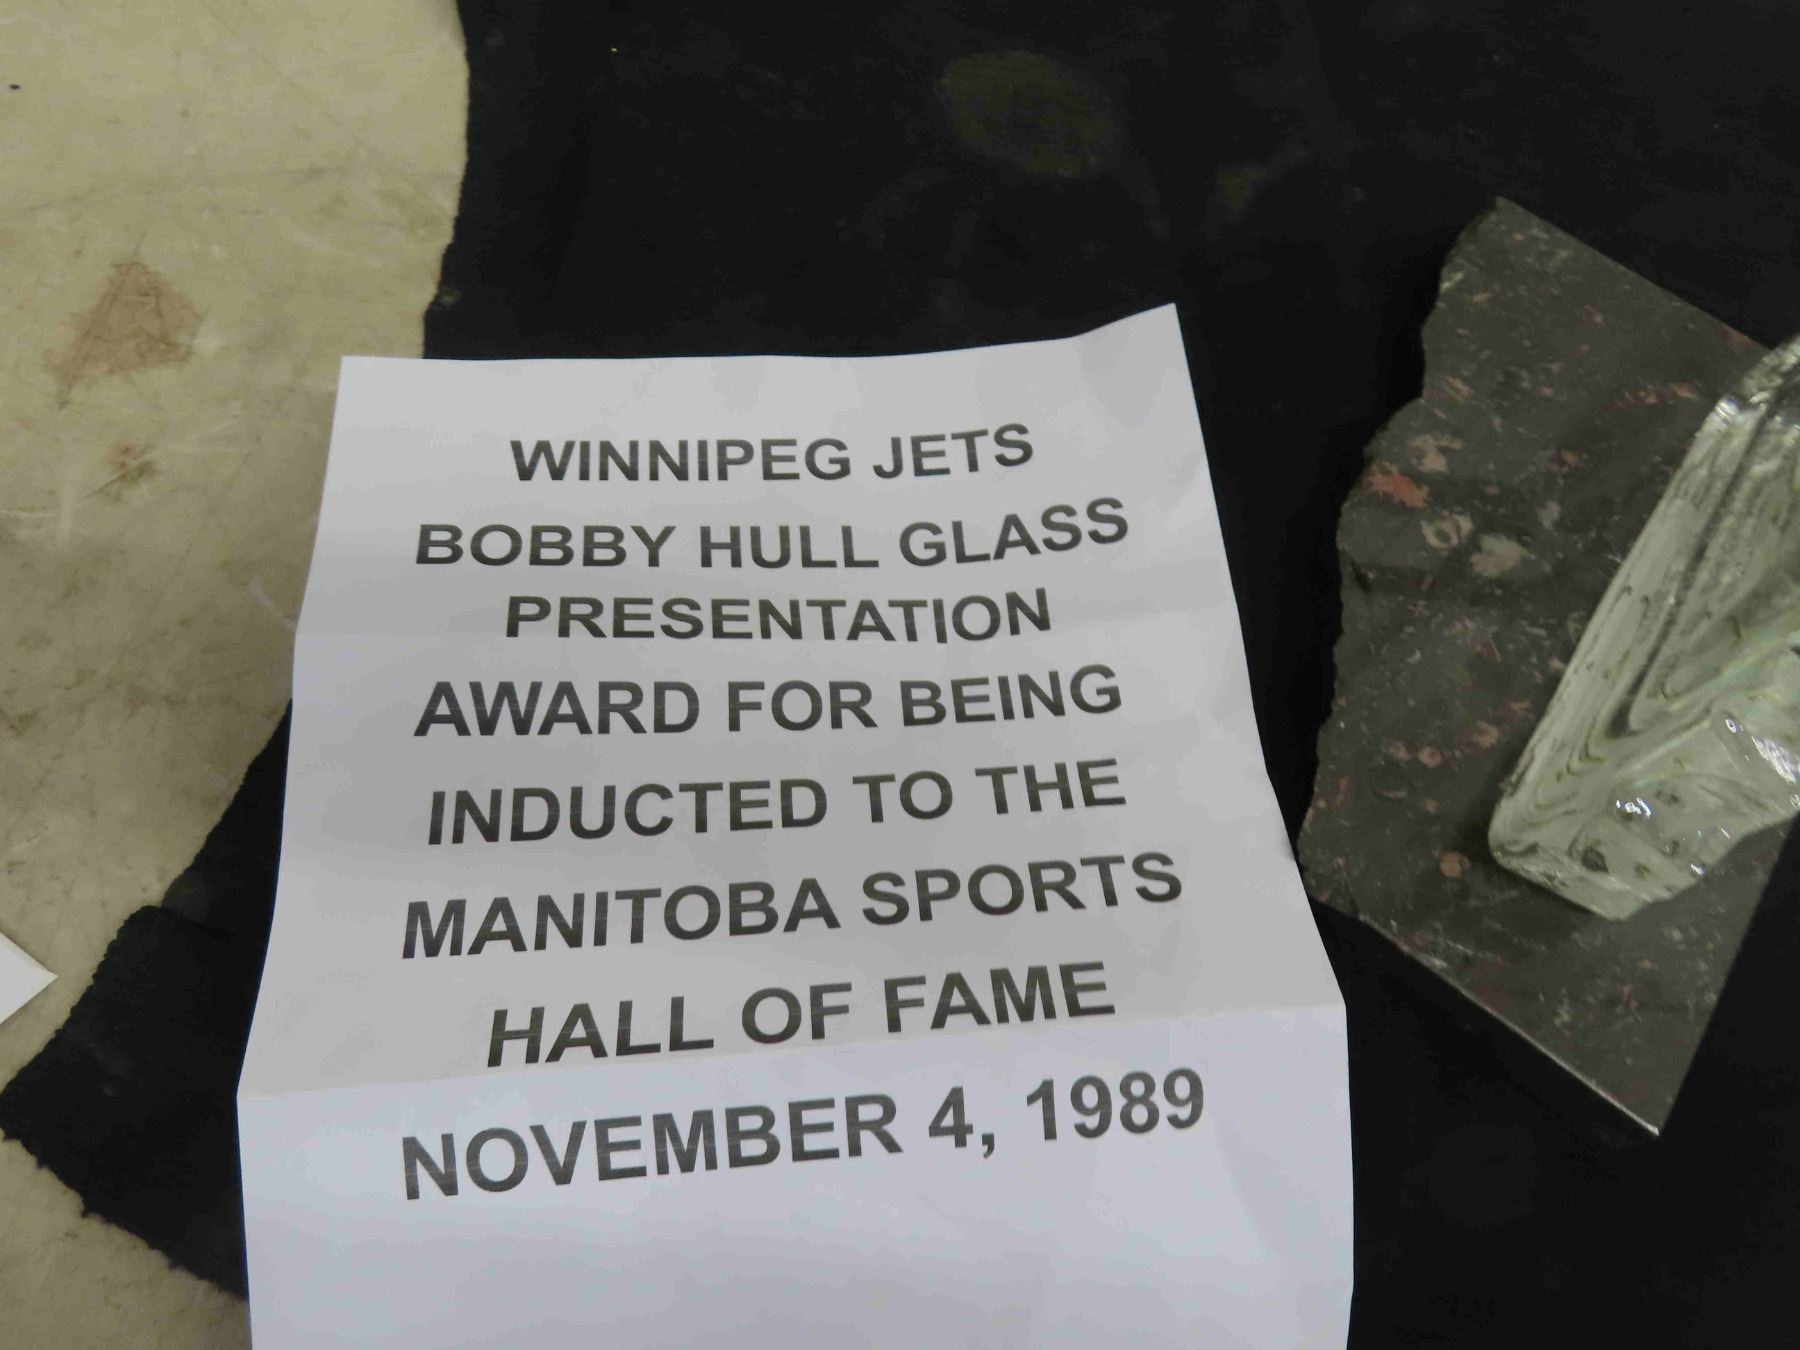 WINNIPEG JETS
BOBBY HULL GLASS
PRESENTATION
AWARD FOR BEING
INDUCTED TO THE
MANITOBA SPORTS
HALL OF FAME
NOVEMBER 4, 1989